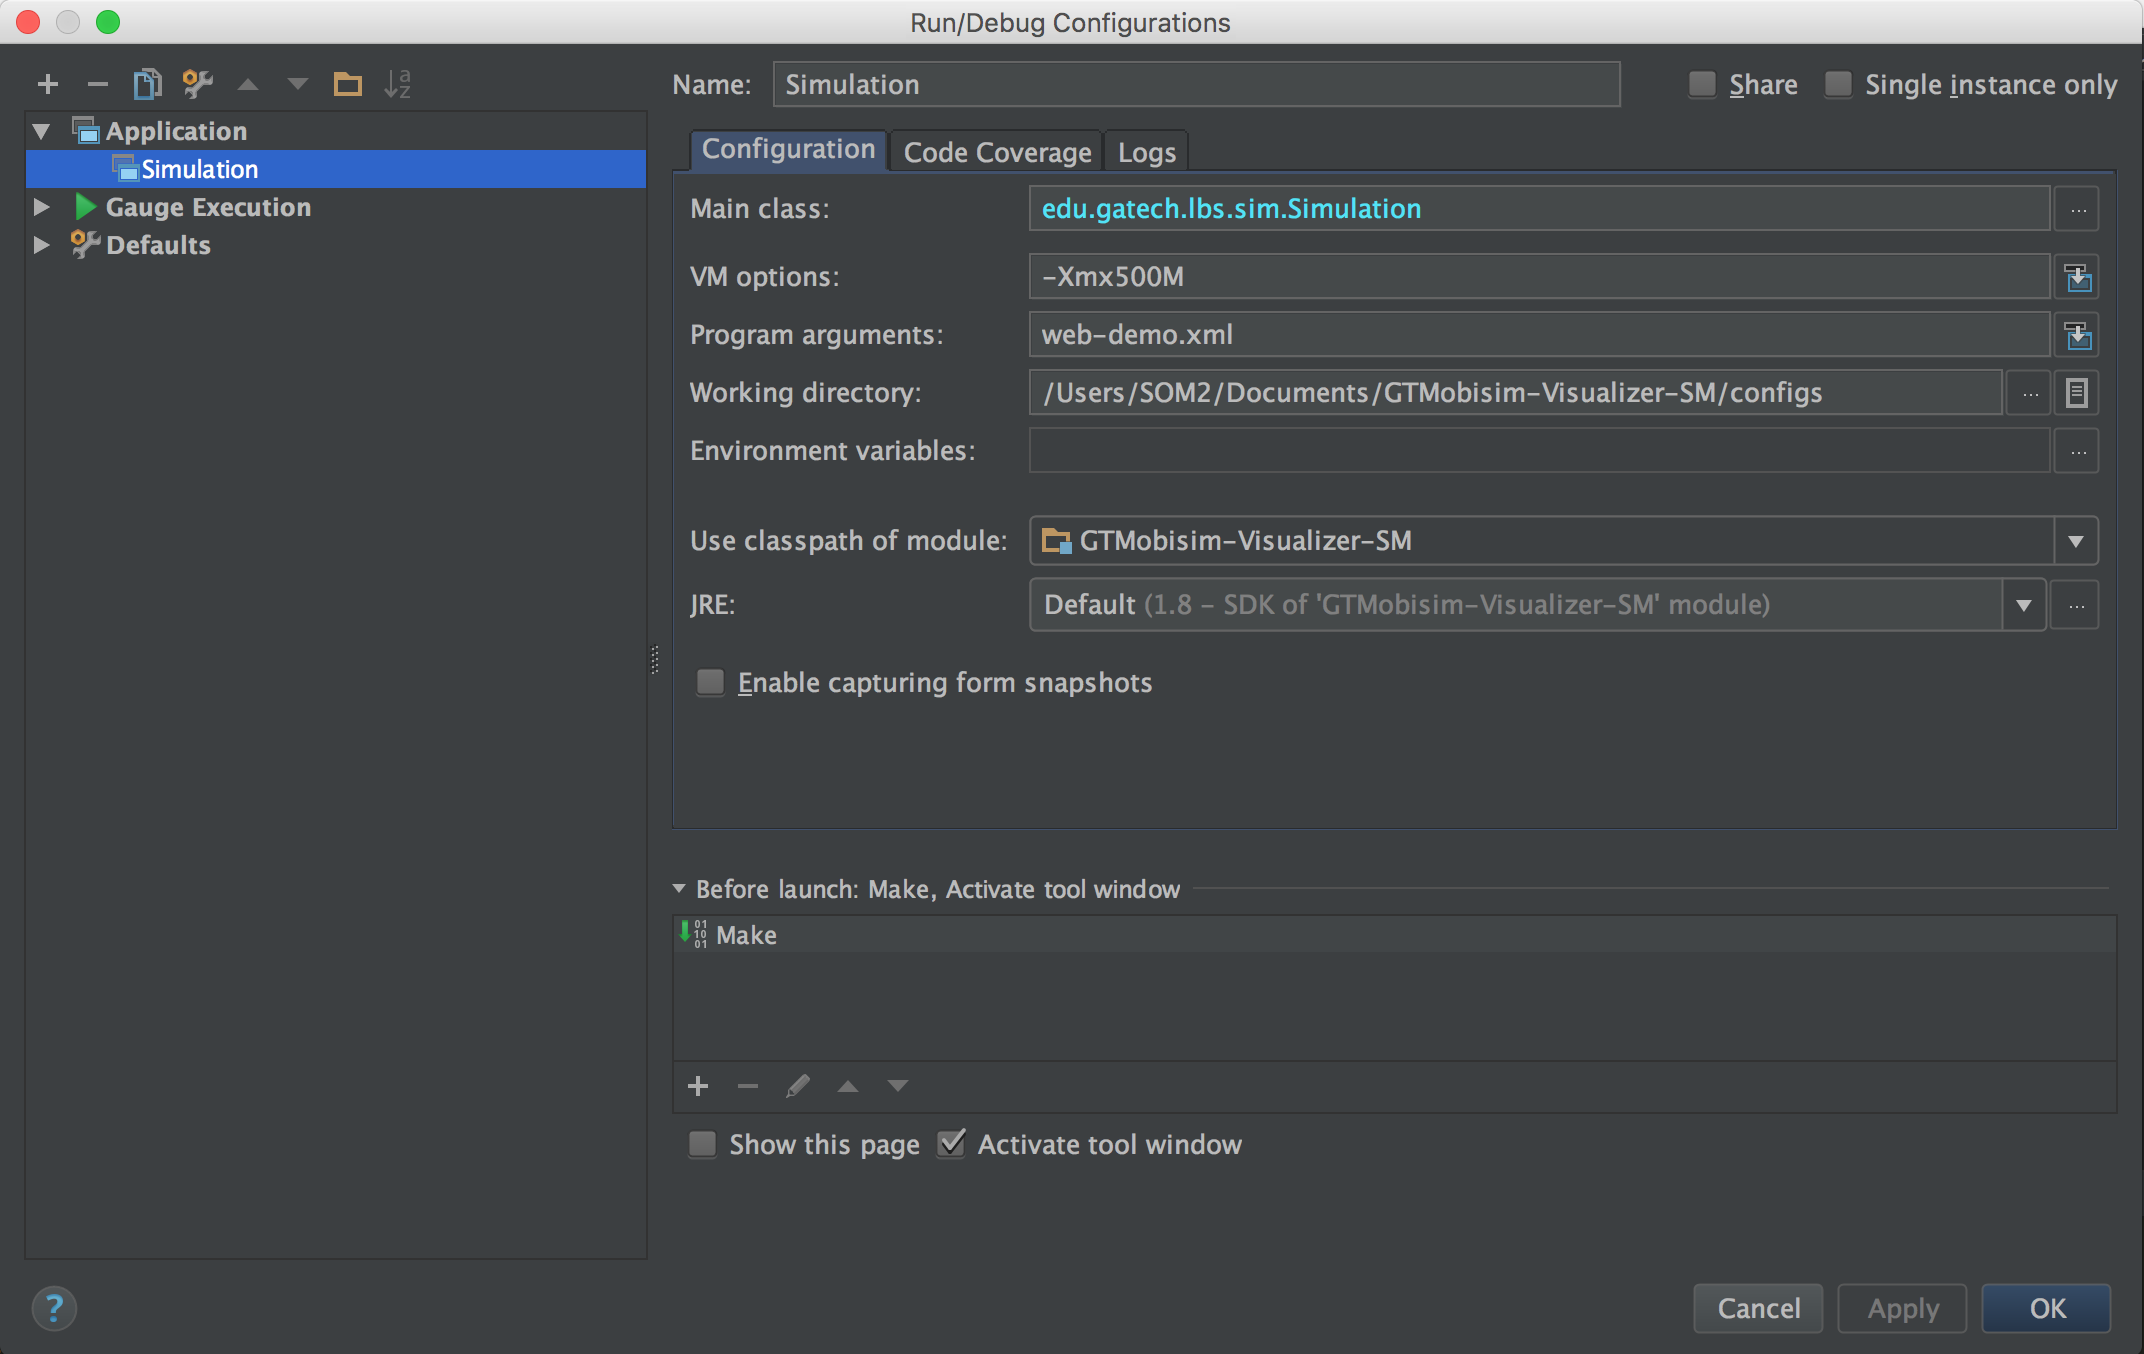 Run/Debug Configurations
Name: Simulation Share Single instance only
Application
Simulation
Gauge Execution
Defaults
Configuration Code Coverage Logs
Main class: edu.gatech.lbs.sim.Simulation ...
VM options: -Xmx500M
Program arguments: web-demo.xml
Working directory: /Users/SOM2/Documents/GTMobisim-Visualizer-SM/configs ...
Environment variables: ...
Use classpath of module: GTMobisim-Visualizer-SM
JRE: Default (1.8 - SDK of 'GTMobisim-Visualizer-SM' module) ...
Enable capturing form snapshots
Before launch: Make, Activate tool window
Make
Show this page Activate tool window
? Cancel Apply OK